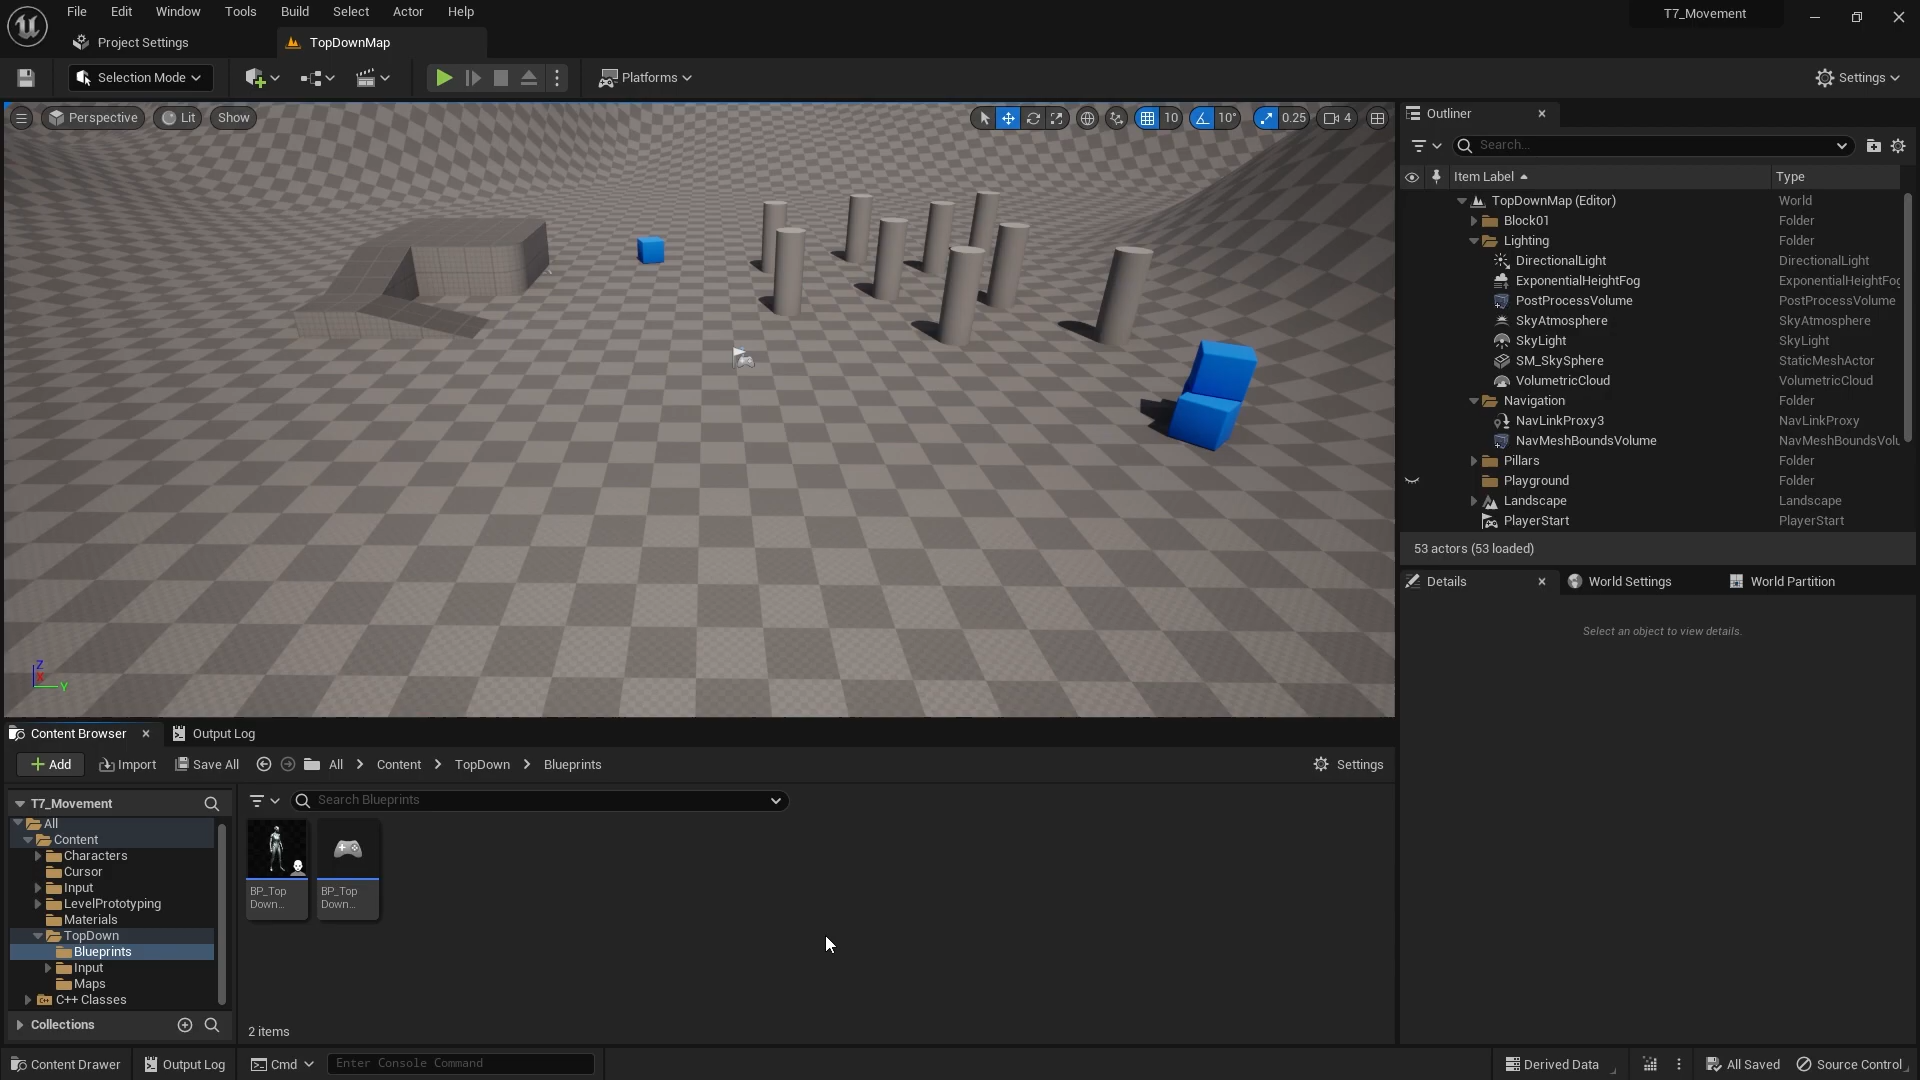 File Edit Window Tools Build Select Actor Help
T7_Movement
Project Settings
TopDownMap
Selection Mode
Platforms
Settings
Perspective
Lit
Show
10
10°
0.25
4
Outliner
Search...
Item Label
Type
TopDownMap (Editor) World
Block01 Folder
Lighting Folder
DirectionalLight DirectionalLight
ExponentialHeightFog ExponentialHeightFog
PostProcessVolume PostProcessVolume
SkyAtmosphere SkyAtmosphere
SkyLight SkyLight
SM_SkySphere StaticMeshActor
VolumetricCloud VolumetricCloud
Navigation Folder
NavLinkProxy3 NavLinkProxy
NavMeshBoundsVolume NavMeshBoundsVolu
Pillars Folder
Playground Folder
Landscape Landscape
PlayerStart PlayerStart
53 actors (53 loaded)
Details
World Settings
World Partition
Select an object to view details.
Z
X
Y
Content Browser
Output Log
Add
Import
Save All
All
Content
TopDown
Blueprints
Settings
T7_Movement
Search Blueprints
All
Content
Characters
Cursor
Input
LevelPrototyping
Materials
TopDown
Blueprints
Input
Maps
C++ Classes
Collections
BP_Top
Down...
BP_Top
Down...
2 items
Content Drawer
Output Log
Cmd
Enter Console Command
Derived Data
All Saved
Source Control